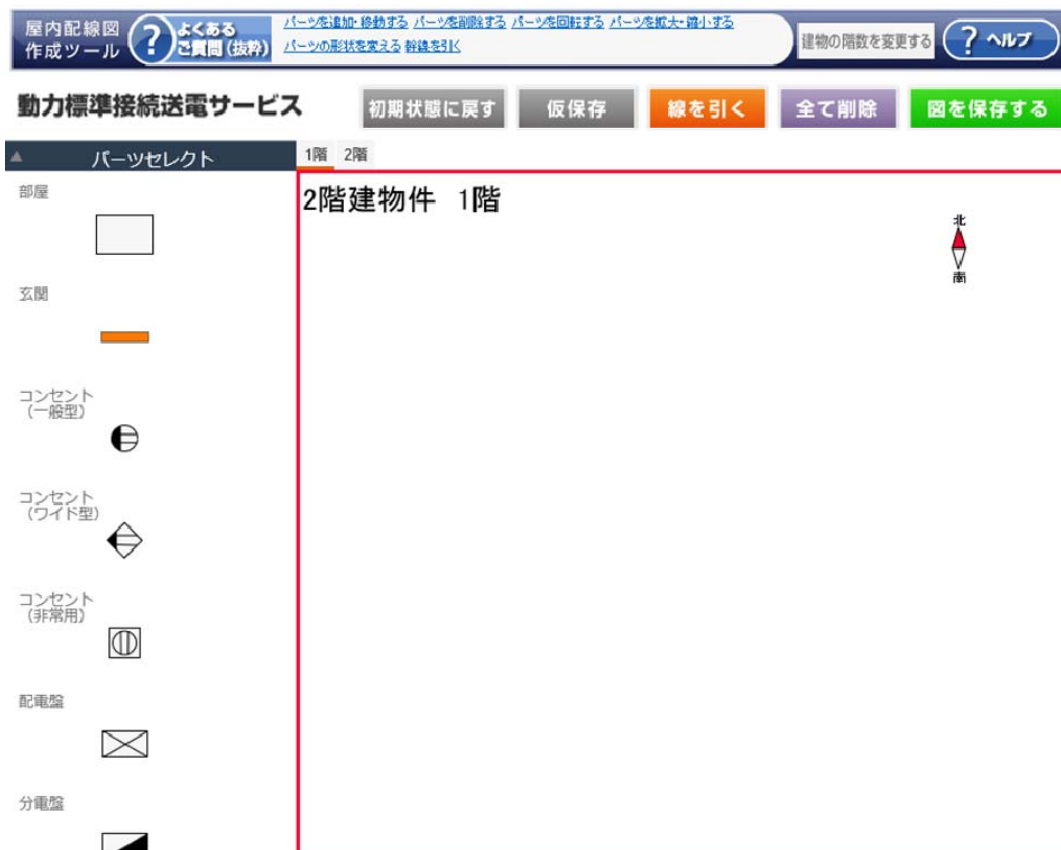 屋内配線図
作成ツール
?
よくある
ご質問(抜粋)
パーツを追加・移動する パーツを削除する パーツを回転する パーツを拡大・縮小する
パーツの形状を変える 幹線を引く
建物の階数を変更する
? ヘルプ
動力標準接続送電サービス
初期状態に戻す
仮保存
線を引く
全て削除
図を保存する
パーツセレクト
1階 2階
2階建物件 1階
北
南
部屋
玄関
コンセント
(一般型)
コンセント
(ワイド型)
コンセント
(非常用)
配電盤
分電盤